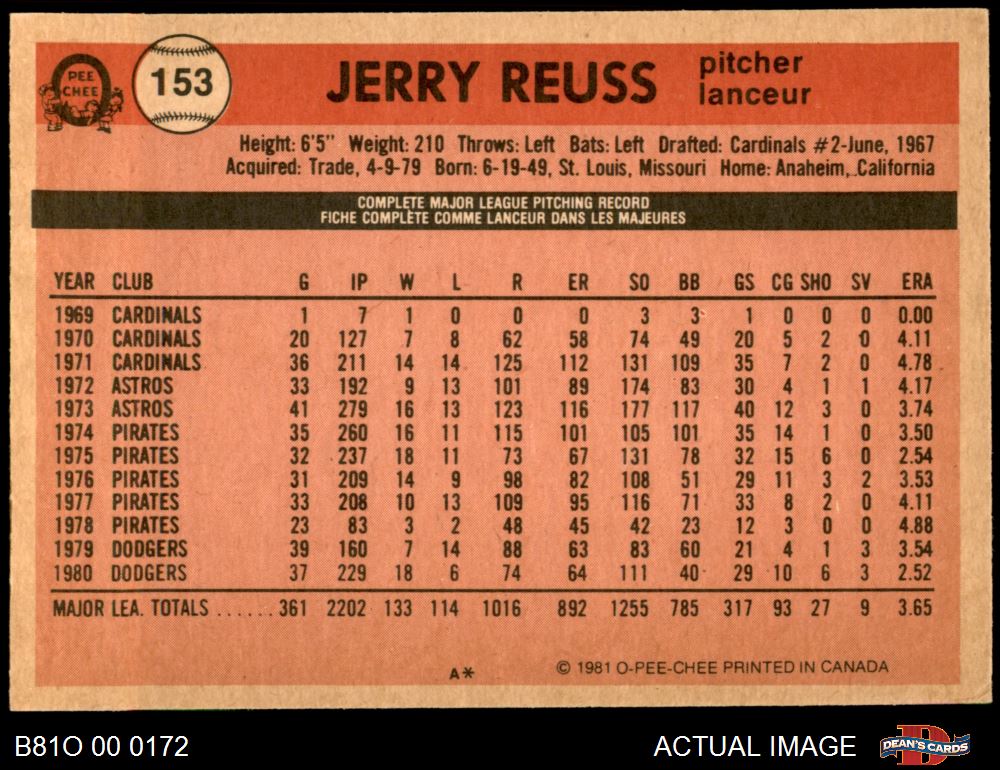 PEE
CHEE
153
JERRY REUSS
pitcher
lanceur
Height: 6'5" Weight: 210 Throws: Left Bats: Left Drafted: Cardinals #2-June, 1967
Acquired: Trade, 4-9-79 Born: 6-19-49, St. Louis, Missouri Home: Anaheim, California
COMPLETE MAJOR LEAGUE PITCHING RECORD
FICHE COMPLÈTE COMME LANCEUR DANS LES MAJEURES
YEAR CLUB G IP W L R ER SO BB GS CG SHO SV ERA
1969 CARDINALS 1 7 1 0 0 0 3 3 1 0 0 0 0.00
1970 CARDINALS 20 127 7 8 62 58 74 49 20 5 2 0 4.11
1971 CARDINALS 36 211 14 14 125 112 131 109 35 7 2 0 4.78
1972 ASTROS 33 192 9 13 101 89 174 83 30 4 1 1 4.17
1973 ASTROS 41 279 16 13 123 116 177 117 40 12 3 0 3.74
1974 PIRATES 35 260 16 11 115 101 105 101 35 14 1 0 3.50
1975 PIRATES 32 237 18 11 73 67 131 78 32 15 6 0 2.54
1976 PIRATES 31 209 14 9 98 82 108 51 29 11 3 2 3.53
1977 PIRATES 33 208 10 13 109 95 116 71 33 8 2 0 4.11
1978 PIRATES 23 83 3 2 48 45 42 23 12 3 0 0 4.88
1979 DODGERS 39 160 7 14 88 63 83 60 21 4 1 3 3.54
1980 DODGERS 37 229 18 6 74 64 111 40 29 10 6 3 2.52
MAJOR LEA. TOTALS ...... 361 2202 133 114 1016 892 1255 785 317 93 27 9 3.65
A* © 1981 O-PEE-CHEE PRINTED IN CANADA
B81O 00 0172 ACTUAL IMAGE DEAN'S CARDS